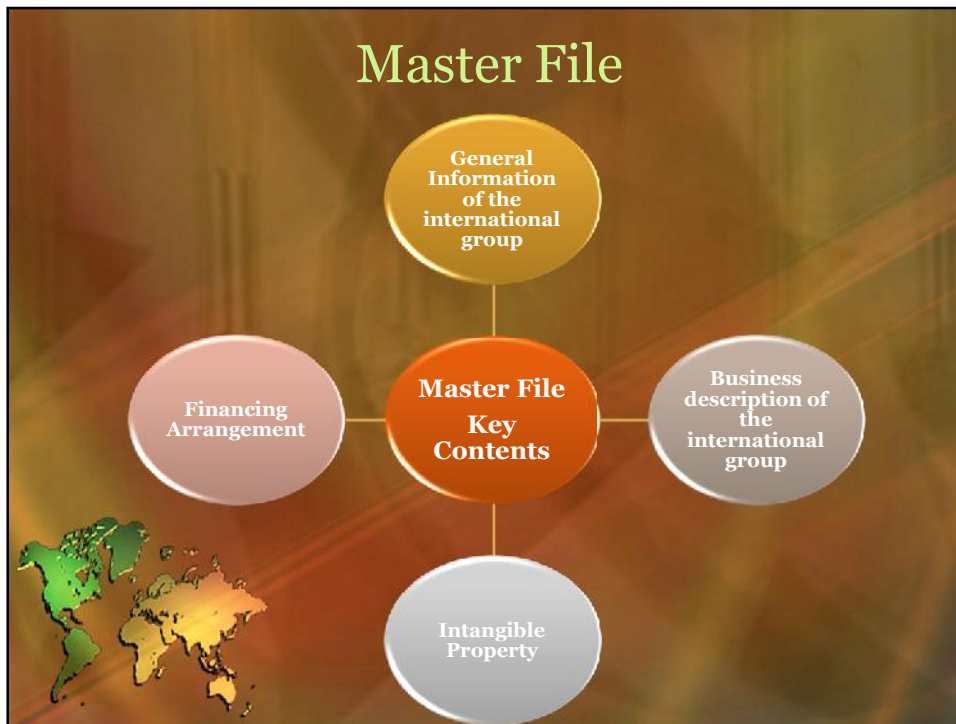 Master File
General
Information
of the
international
group
Financing
Arrangement
Master File
Key
Contents
Business
description of
the
international
group
Intangible
Property